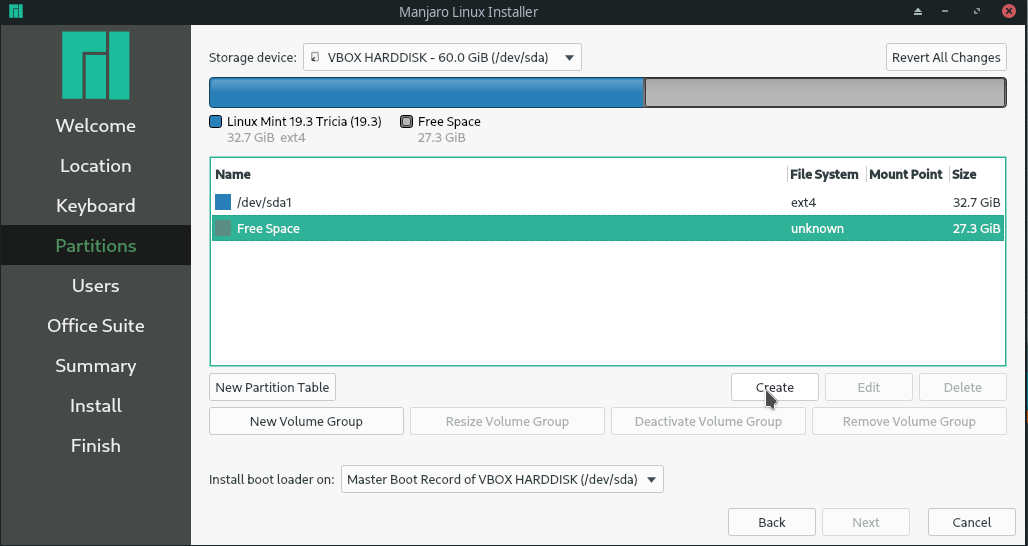 Manjaro Linux Installer
Welcome
Location
Keyboard
Partitions
Users
Office Suite
Summary
Install
Finish
Storage device: VBOX HARDDISK - 60.0 GiB (/dev/sda) Revert All Changes
Linux Mint 19.3 Tricia (19.3) Free Space
32.7 GiB ext4 27.3 GiB
Name File System Mount Point Size
/dev/sda1 ext4 32.7 GiB
Free Space unknown 27.3 GiB
New Partition Table Create Edit Delete
New Volume Group Resize Volume Group Deactivate Volume Group Remove Volume Group
Install boot loader on: Master Boot Record of VBOX HARDDISK (/dev/sda)
Back Next Cancel